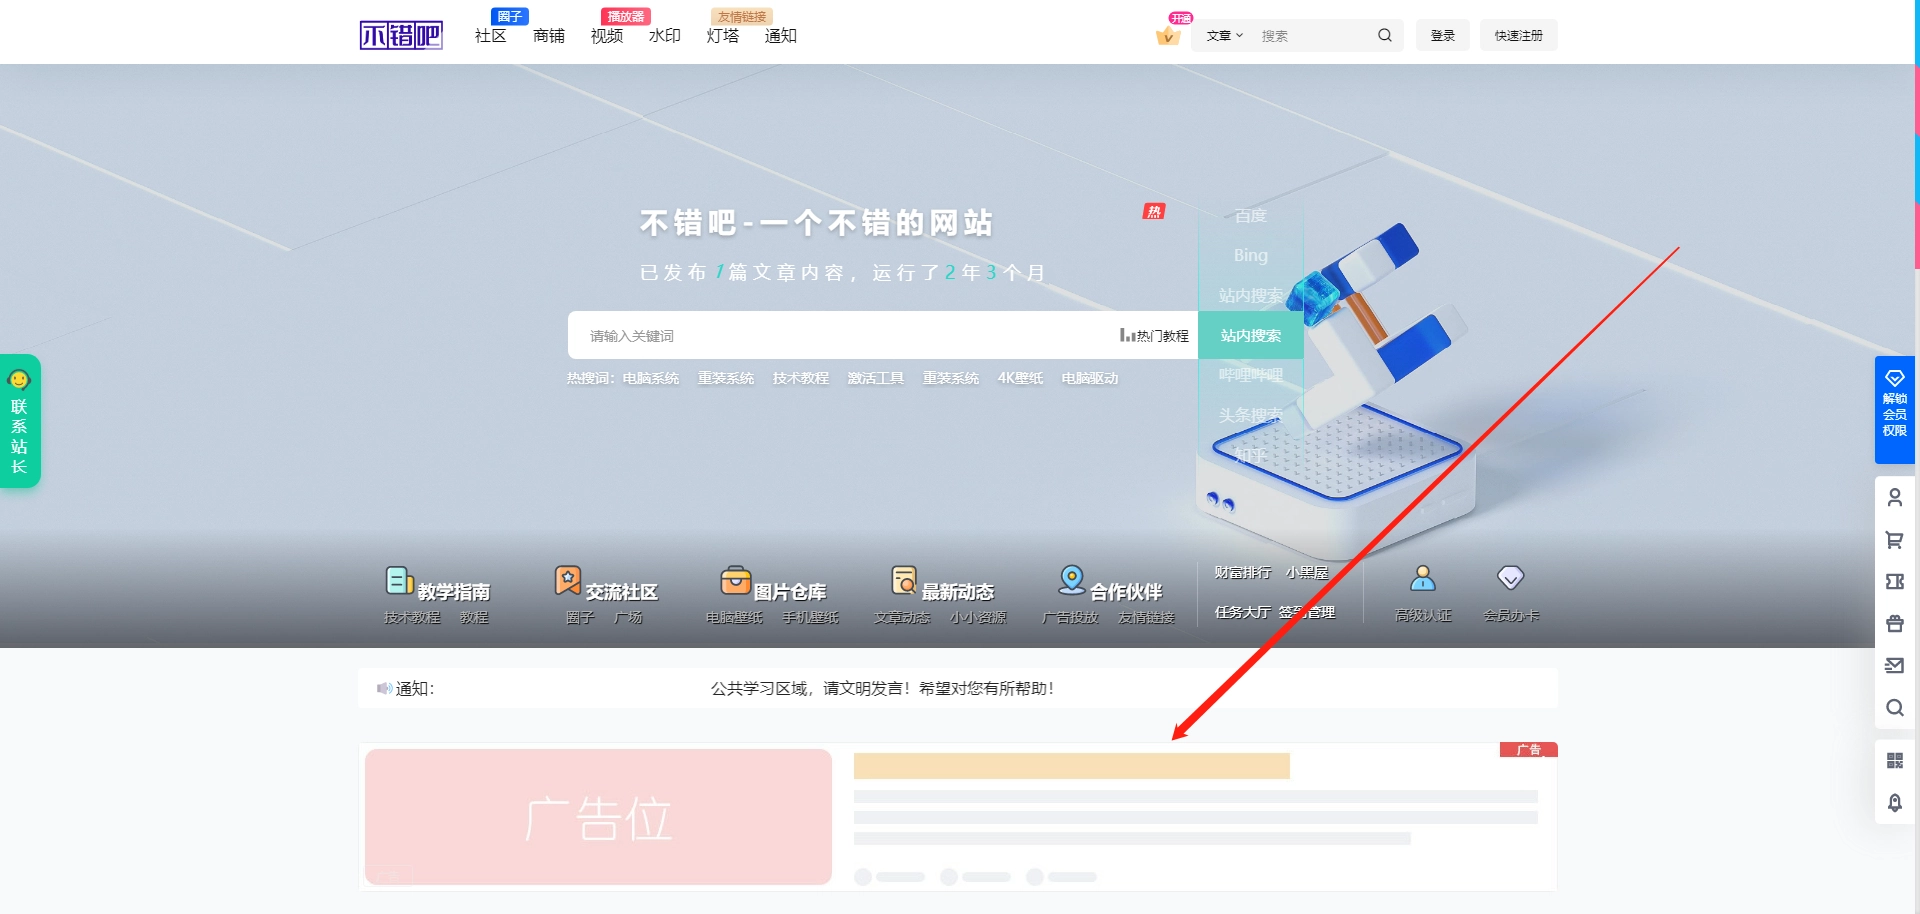 不错吧
圈子
播放器
友情链接
社区 商铺 视频 水印 灯塔 通知
开通
文章 搜索 登录 快速注册
不错吧-一个不错的网站
热
已发布1篇文章内容，运行了2年3个月
百度
Bing
站内搜索
请输入关键词 热门教程 站内搜索
哔哩哔哩
头条搜索
知乎
热搜词：电脑系统 重装系统 技术教程 激活工具 重装系统 4K壁纸 电脑驱动
联系站长
解锁
会员
权限
教学指南 交流社区 图片仓库 最新动态 合作伙伴
技术教程 教程 圈子 广场 电脑壁纸 手机壁纸 文章动态 小小资源 广告投放 友情链接
财富排行 小黑屋
任务大厅 签到管理
高级认证 会员办卡
通知：
公共学习区域，请文明发言！希望对您有所帮助！
广告
广告位